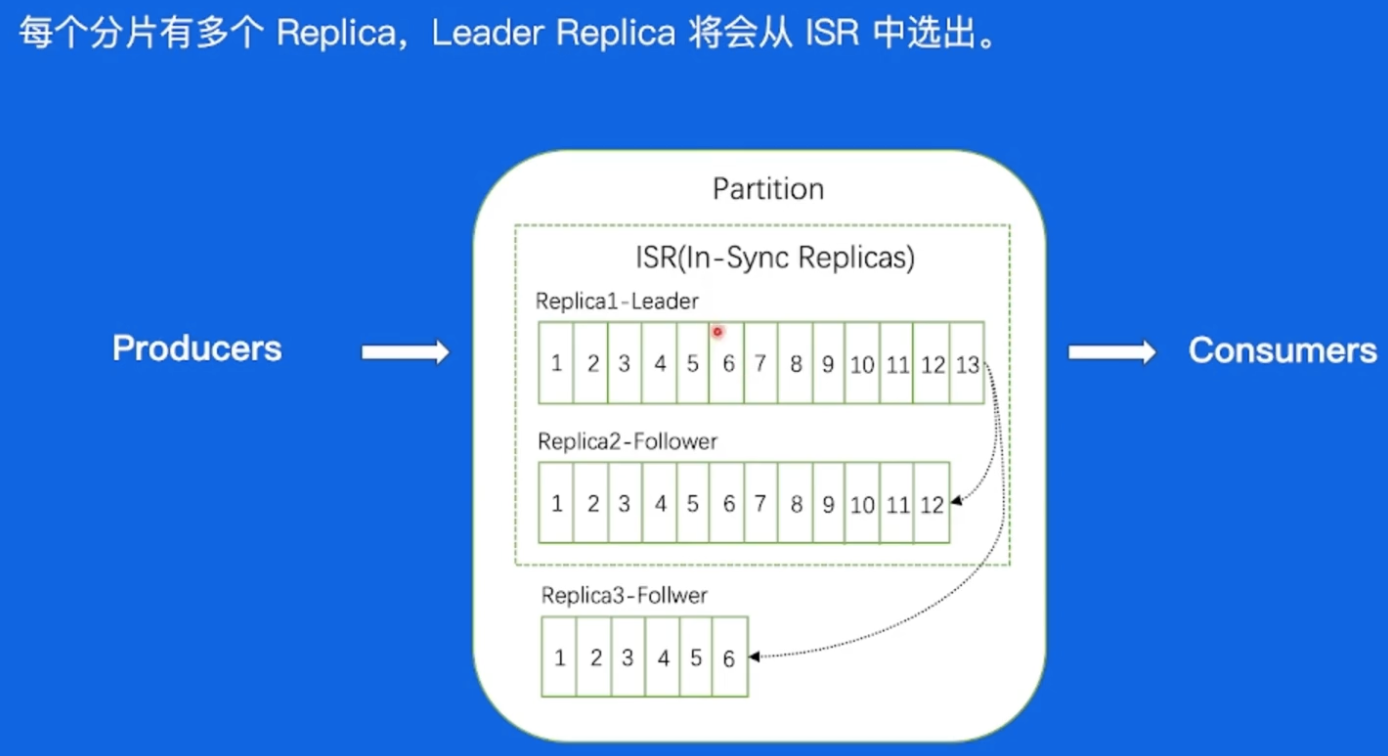 每个分片有多个 Replica，Leader Replica 将会从 ISR 中选出。
Partition
ISR(In-Sync Replicas)
Replica1-Leader
1 2 3 4 5 6 7 8 9 10 11 12 13
Producers
Consumers
Replica2-Follower
1 2 3 4 5 6 7 8 9 10 11 12
Replica3-Follwer
1 2 3 4 5 6